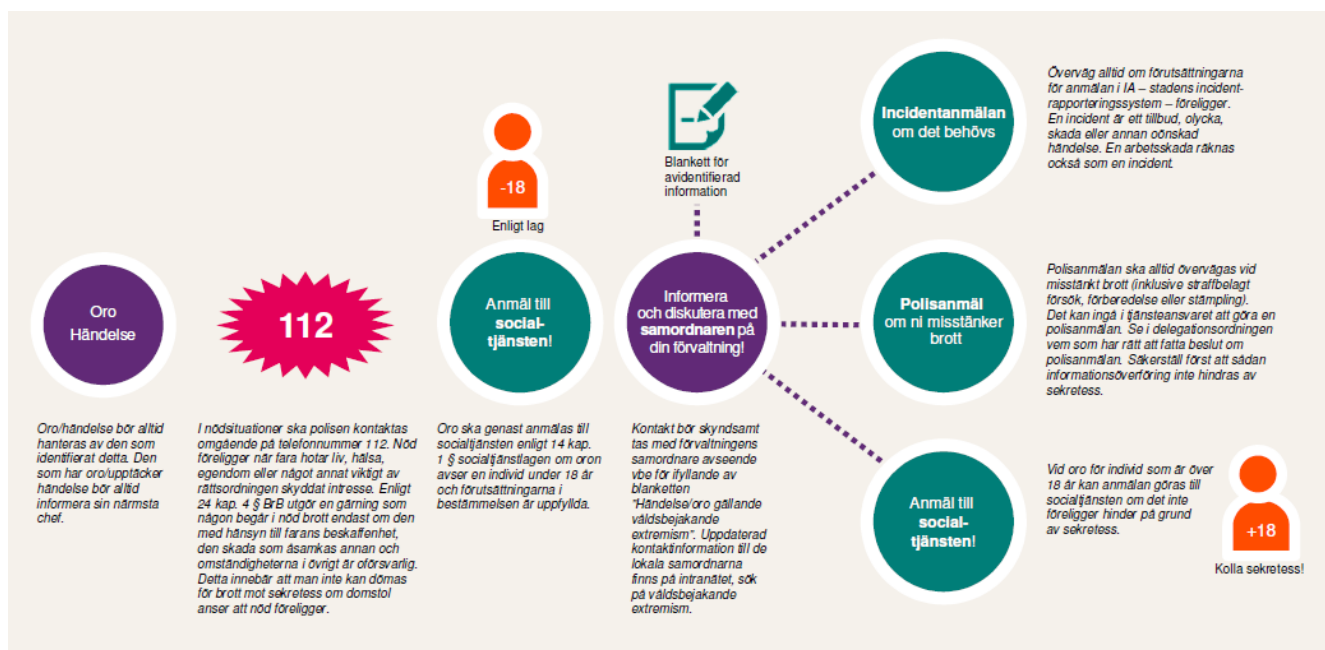 Oro
Händelse
Oro/händelse bör alltid
hanteras av den som
identifierat detta. Den
som har oro/upptäcker
händelse bör alltid
informera sin närmsta
chef.
112
I nödsituationer ska polisen kontaktas
omgående på telefonnummer 112. Nöd
föreligger när fara hotar liv, hälsa,
egendom eller något annat viktigt av
rättsordningen skyddat intresse. Enligt
24 kap. 4 § BrB utgör en gärning som
någon begår i nöd brott endast om den
med hänsyn till farans beskaffenhet,
den skada som åsamkas annan och
omständigheterna i övrigt är oförsvarlig.
Detta innebär att man inte kan dömas
för brott mot sekretess om domstol
anser att nöd föreligger.
-18
Enligt lag
Anmäl till
social-
tjänsten!
Oro ska genast anmälas till
socialtjänsten enligt 14 kap.
1 § socialtjänstlagen om oron
avser en individ under 18 år
och förutsättningarna i
bestämmelsen är uppfyllda.
Blankett för
avidentifierad
information
Informera
och diskutera med
samordnaren på
din förvaltning!
Kontakt bör skyndsamt
tas med förvaltningens
samordnare avseende
vbe för ifyllande av
blanketten
"Händelse/oro gällande
våldsbejakande
extremism". Uppdaterad
kontaktinformation till de
lokala samordnarna
finns på intranätet, sök
på våldsbejakande
extremism.
Incidentanmälan
om det behövs
Överväg alltid om förutsättningarna
för anmälan i IA – stadens incident-
rapporteringssystem – föreligger.
En incident är ett tillbud, olycka,
skada eller annan oönskad
händelse. En arbetsskada räknas
också som en incident.
Polisanmäl
om ni misstänker
brott
Polisanmälan ska alltid övervägas vid
misstänkt brott (inklusive straffbelagt
försök, förberedelse eller stämpling).
Det kan ingå i tjänsteansvaret att göra en
polisanmälan. Se i delegationsordningen
vem som har rätt att fatta beslut om
polisanmälan. Säkerställ först att sådan
informationsöverföring inte hindras av
sekretess.
Anmäl till
social-
tjänsten!
Vid oro för individ som är över
18 år kan anmälan göras till
socialtjänsten om det inte
föreligger hinder på grund
av sekretess.
+18
Kolla sekretess!